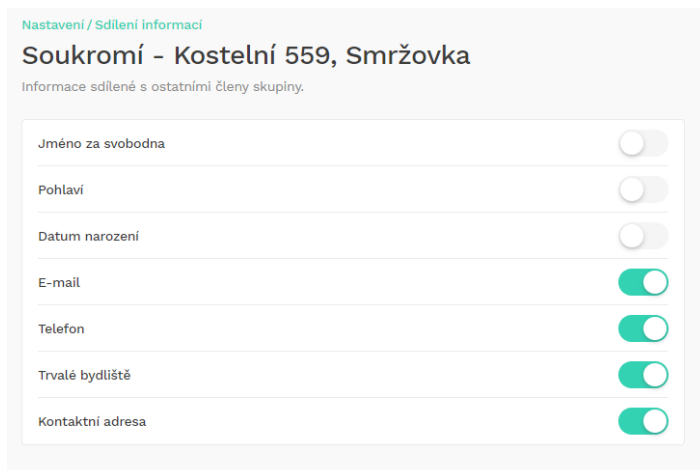 Nastavení / Sdílení informací
Soukromí - Kostelní 559, Smržovka
Informace sdílené s ostatními členy skupiny.
Jméno za svobodna
Pohlaví
Datum narození
E-mail
Telefon
Trvalé bydliště
Kontaktní adresa